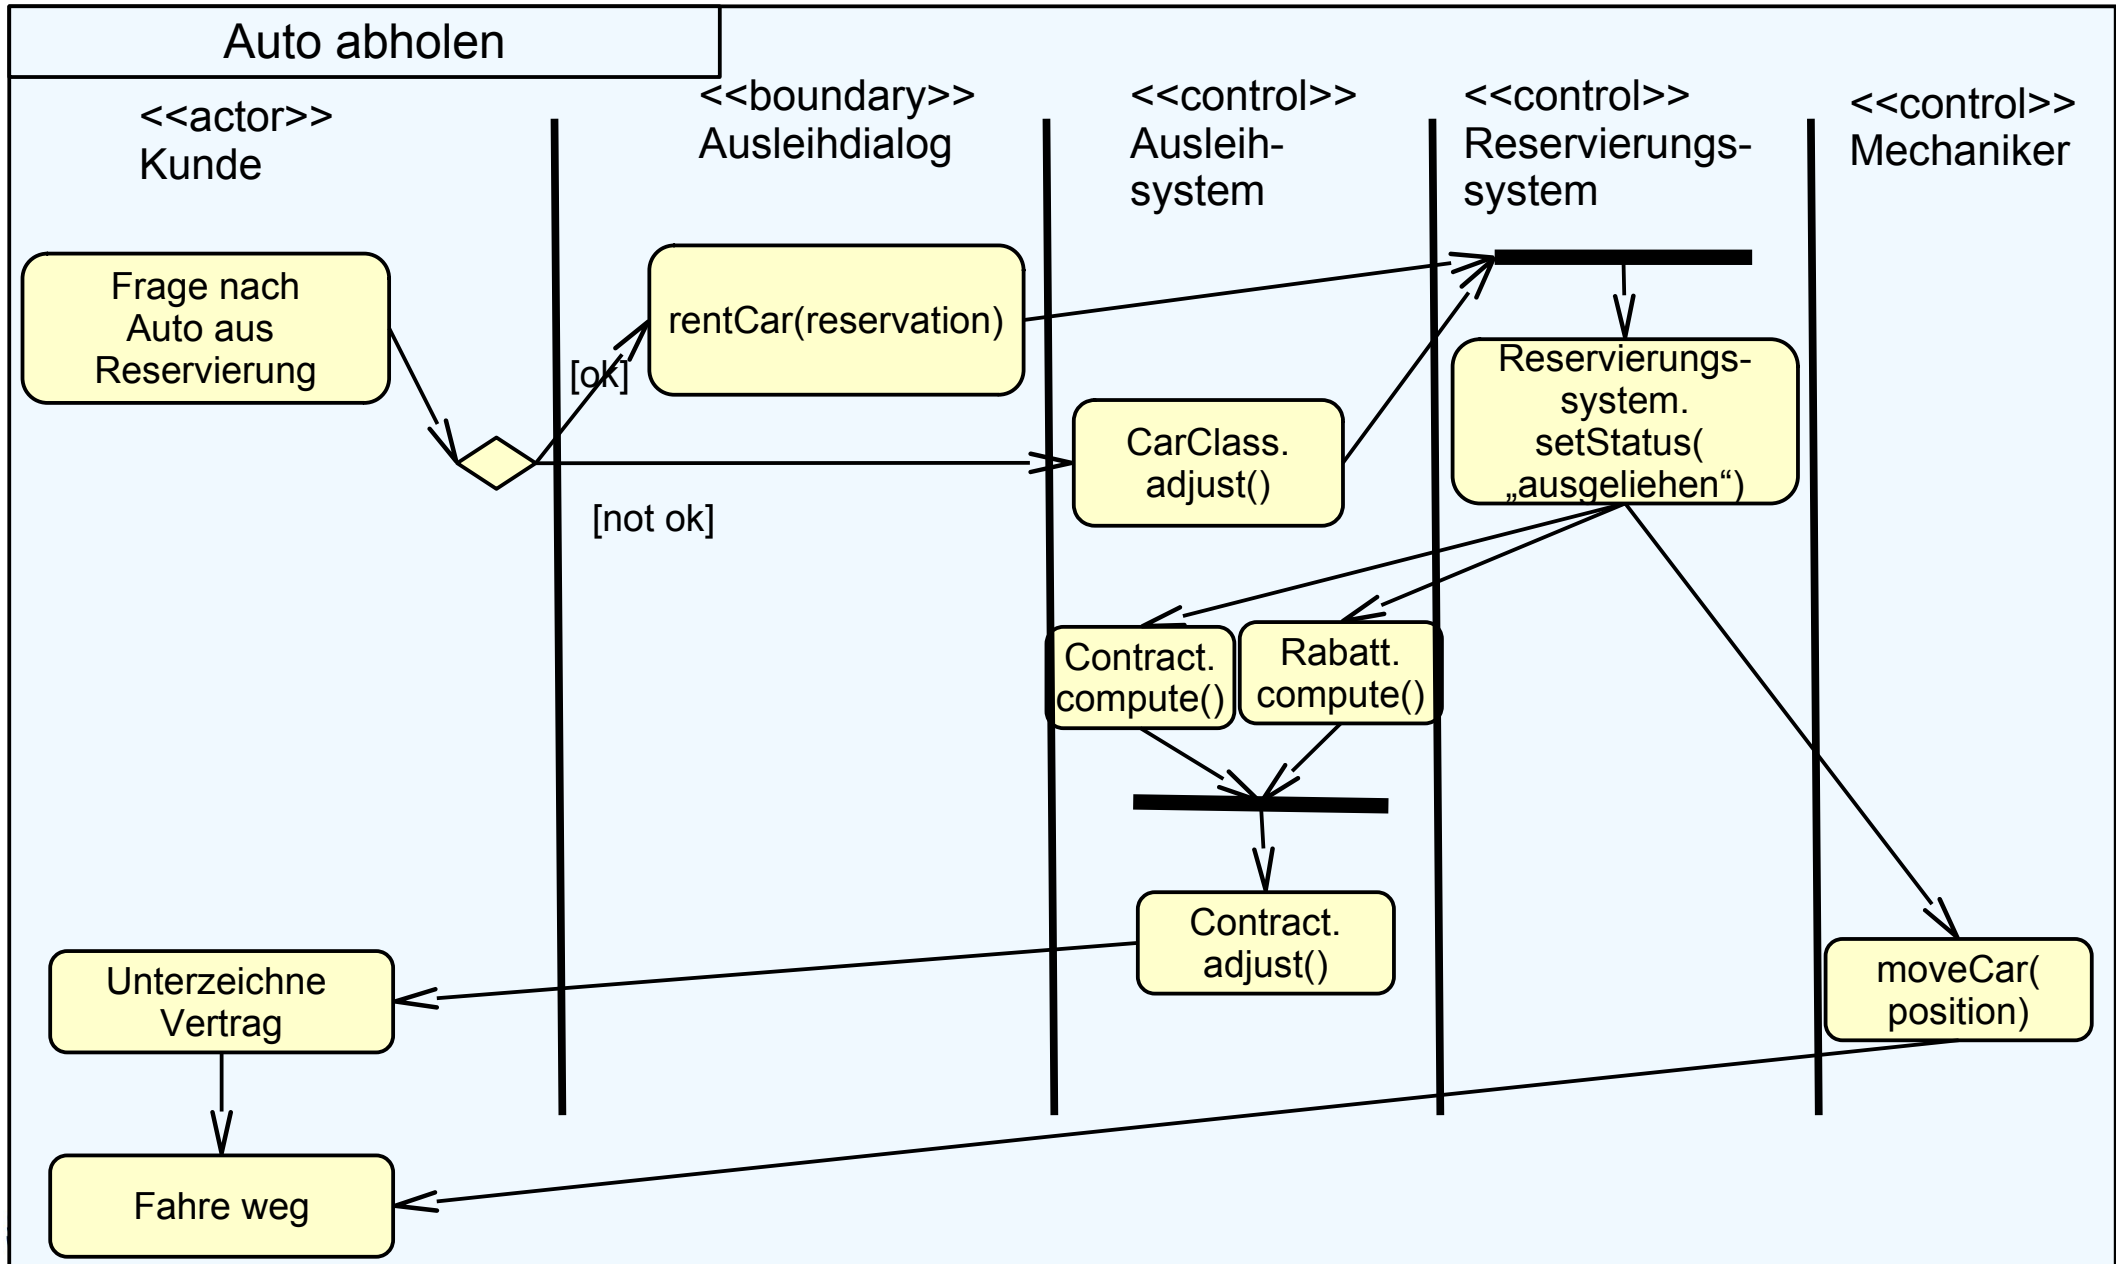 Auto abholen
<<actor>>
Kunde
<<boundary>>
Ausleihdialog
<<control>>
Ausleih-
system
<<control>>
Reservierungs-
system
<<control>>
Mechaniker
Frage nach
Auto aus
Reservierung
[ok]
rentCar(reservation)
[not ok]
CarClass.
adjust()
Reservierungs-
system.
setStatus(
„ausgeliehen“)
Contract.
compute()
Rabatt.
compute()
Contract.
adjust()
Unterzeichne
Vertrag
moveCar(
position)
Fahre weg